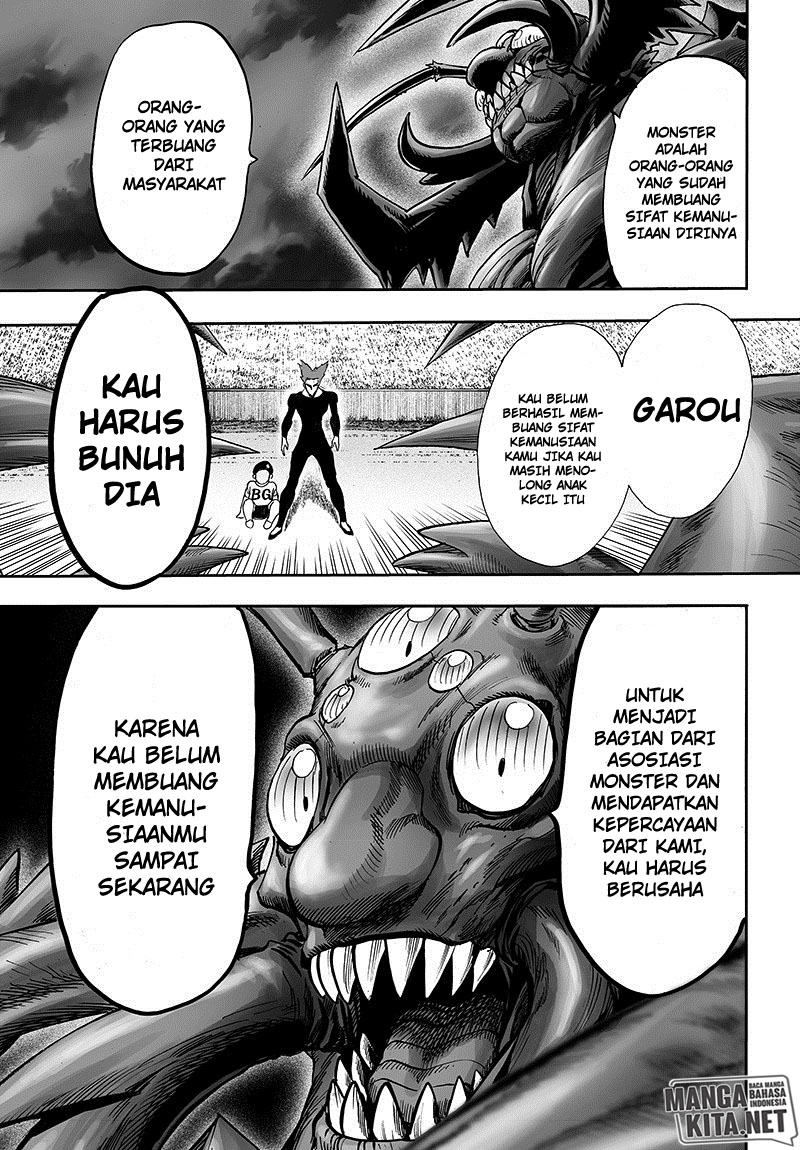 MONSTER
ADALAH
ORANG-ORANG
YANG SUDAH
MEMBUANG
SIFAT KEMANU-
SIAAN DIRINYA
ORANG-
ORANG YANG
TERBUANG
DARI
MASYARAKAT
GAROU
KAU BELUM
BERHASIL MEM-
BUANG SIFAT
KEMANUSIAAN
KAMU JIKA KAU
MASIH MENO-
LONG ANAK
KECIL ITU
KAU
HARUS
BUNUH
DIA
BG
UNTUK
MENJADI
BAGIAN DARI
ASOSIASI
MONSTER DAN
MENDAPATKAN
KEPERCAYAAN
DARI KAMI,
KAU HARUS
BERUSAHA
KARENA
KAU BELUM
MEMBUANG
KEMANU-
SIAANMU
SAMPAI
SEKARANG
MANGA
BACA MANGA
BAHASA
INDONESIA
KITA.NET